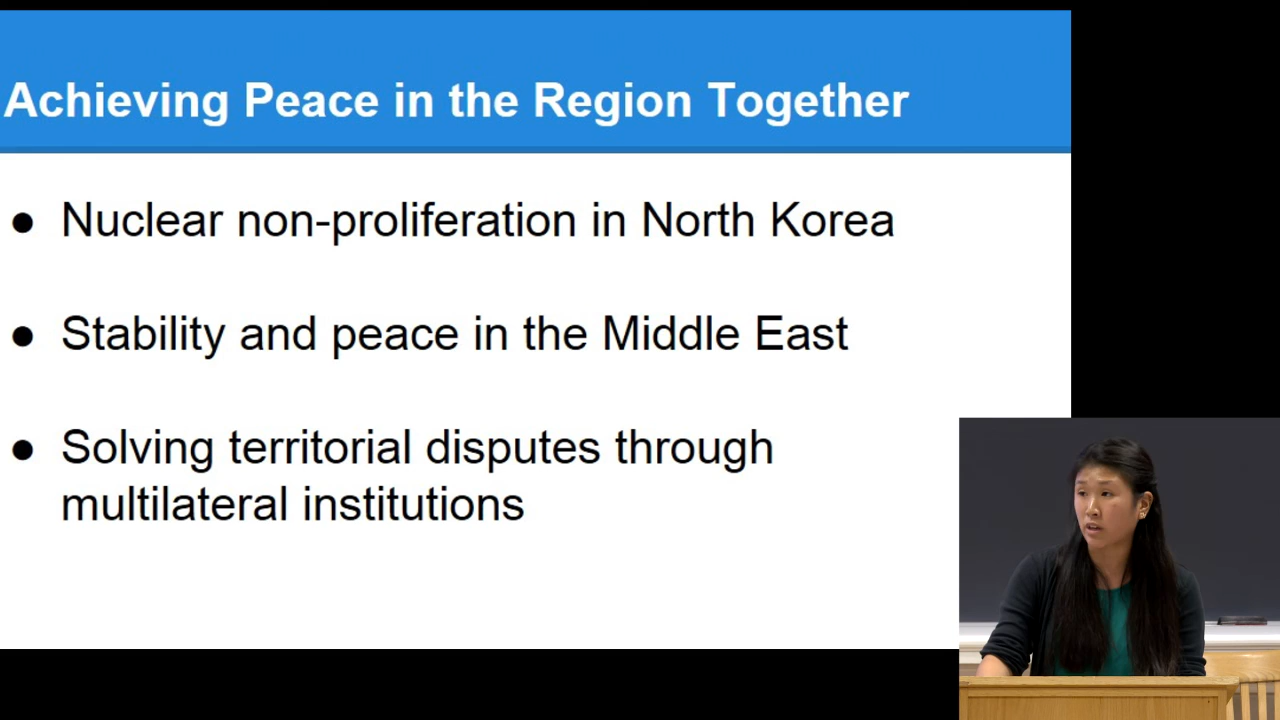 Achieving Peace in the Region Together
● Nuclear non-proliferation in North Korea
● Stability and peace in the Middle East
● Solving territorial disputes through
multilateral institutions